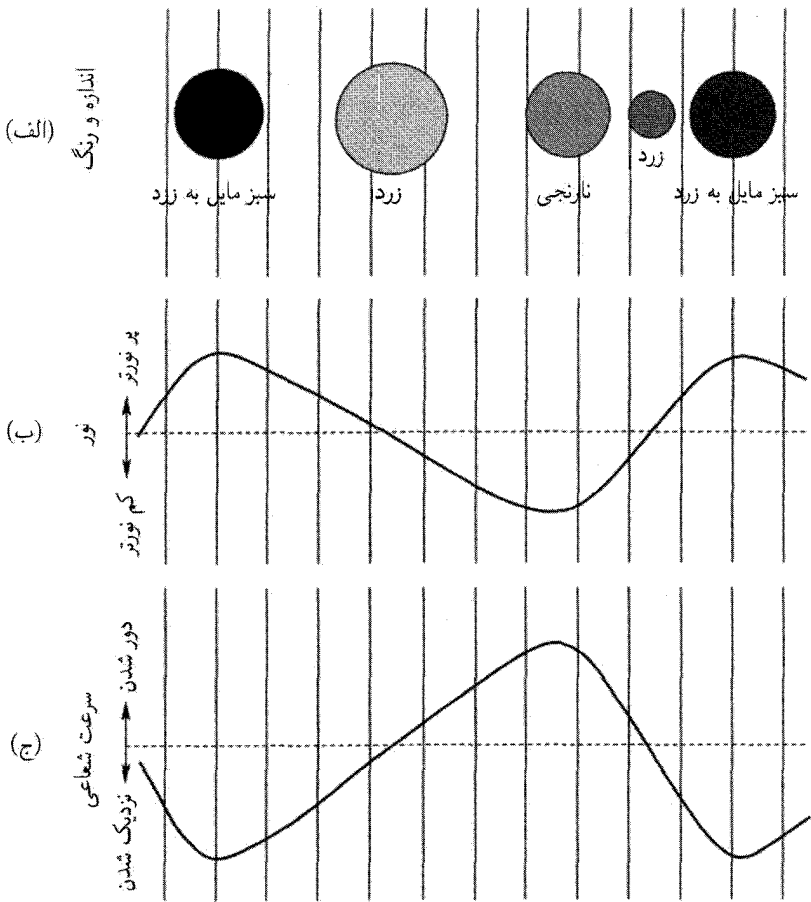 (الف)
اندازه و رنگ
سبز مایل به زرد
زرد
نارنجی
زرد
سبز مایل به زرد
(ب)
نور
پر نورتر
کم نورتر
(ج)
سرعت شعاعی
دور شدن
نزدیک شدن